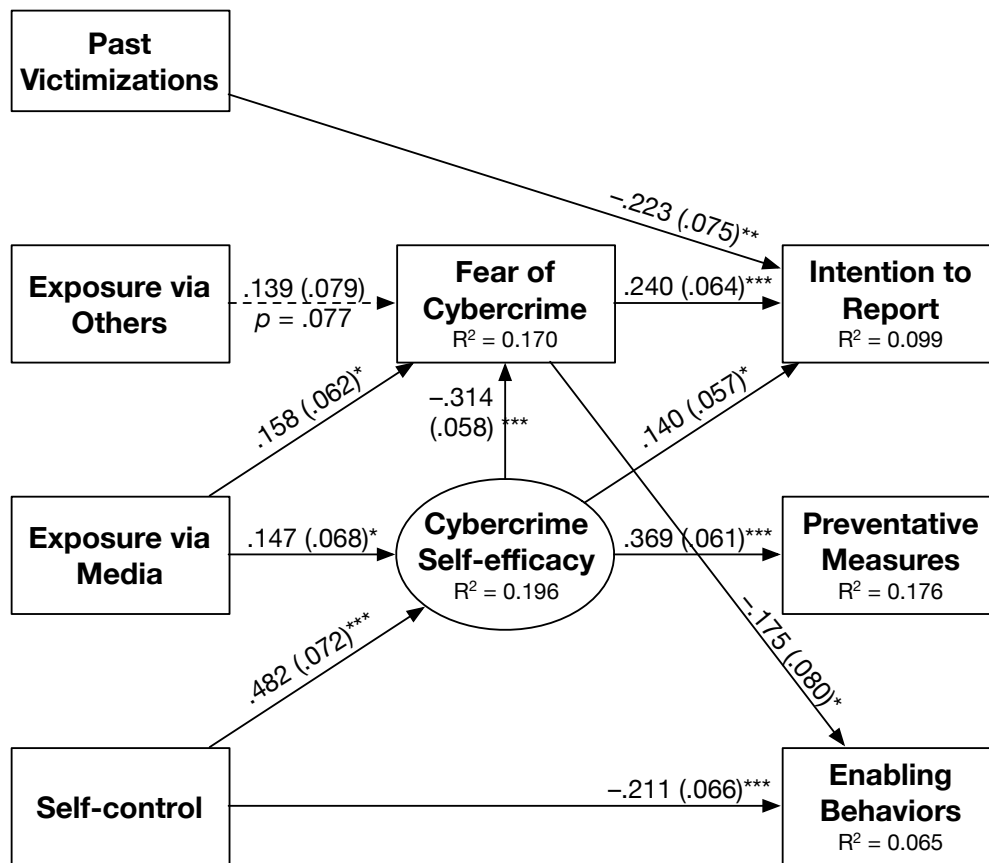 Past
Victimizations
−.223 (.075)**
Exposure via
Others
.139 (.079)
p = .077
Fear of
Cybercrime
R² = 0.170
.240 (.064)***
Intention to
Report
R² = 0.099
.158 (.062)*
−.314
(.058) ***
.140 (.057)*
Exposure via
Media
.147 (.068)*
Cybercrime
Self-efficacy
R² = 0.196
.369 (.061)***
Preventative
Measures
R² = 0.176
.482 (.072)***
−.175 (.080)*
Self-control
−.211 (.066)***
Enabling
Behaviors
R² = 0.065